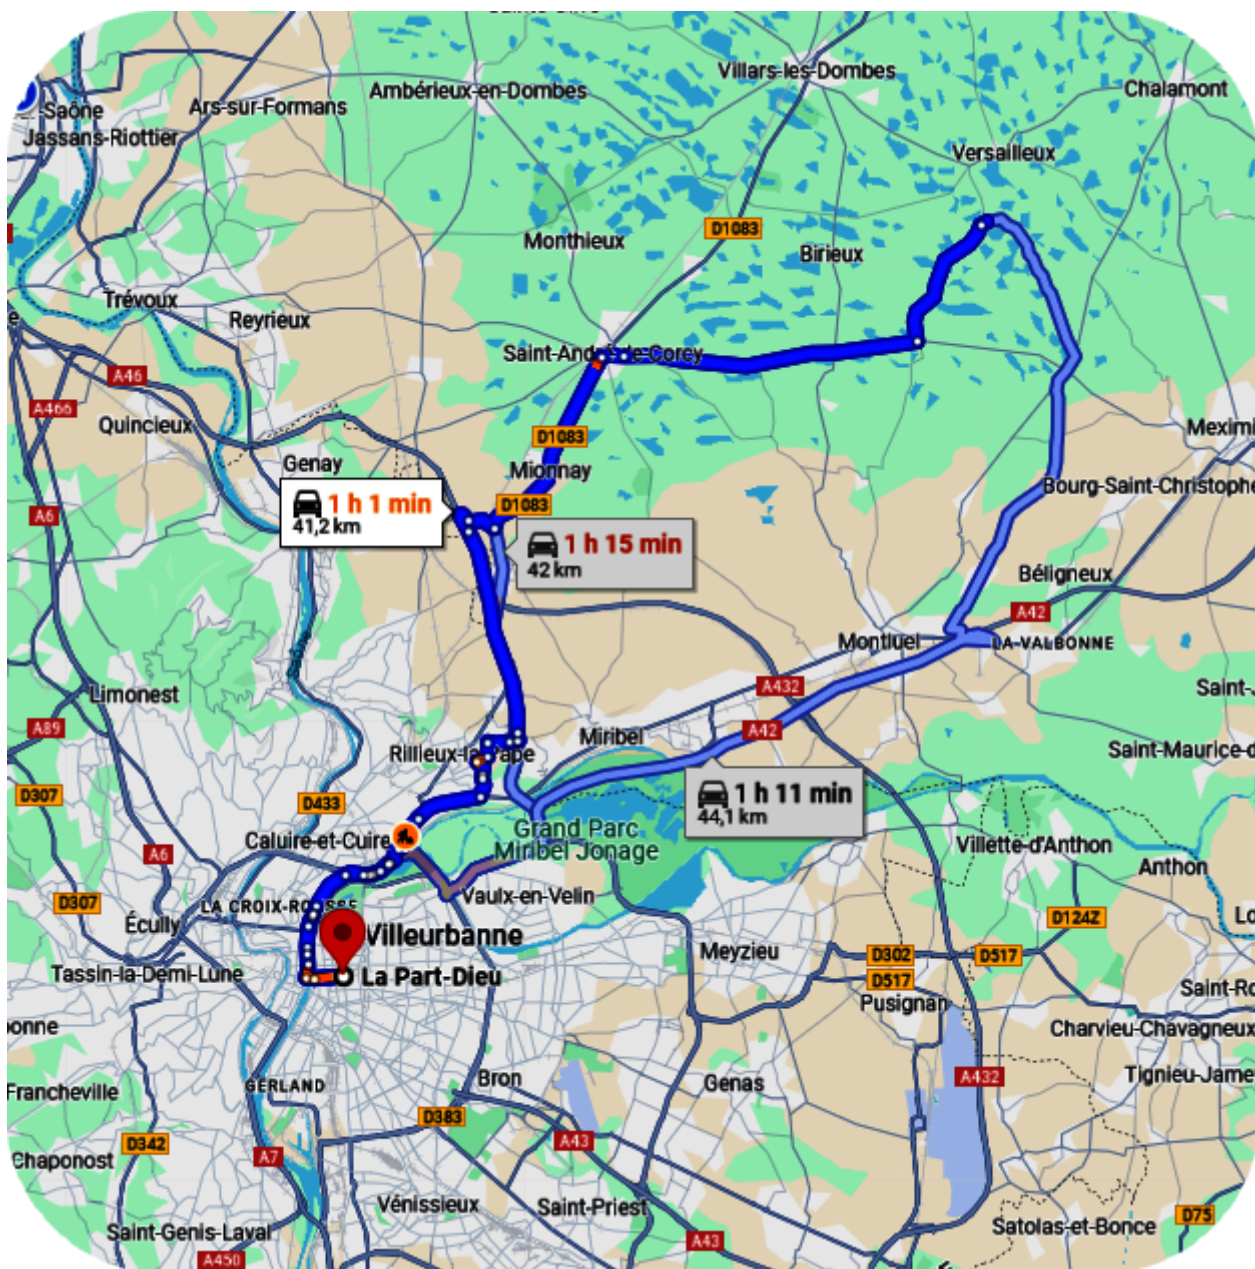 Villars-les-Dombes
Ambérieux-en-Dombes
Chalamont
Ars-sur-Formans
-Saône
Jassans-Riottier
Versailleux
D1083
Monthieux
Birieux
Trévoux
Reyrieux
Saint-André-de-Corey
A46
A466
Quincieux
D1083
Mionnay
Genay
Meximi
Bourg-Saint-Christophe
1 h 1 min
41,2 km
D1083
A6
1 h 15 min
42 km
Béligneux
A42
Montluel
LA-VALBONNE
Limonest
A432
Saint-J
A89
A42
Miribel
Rillieux-la-Pape
Saint-Maurice-d
D307
D433
1 h 11 min
44,1 km
Caluire-et-Cuire
Grand Parc
Miribel Jonage
A6
Villette-d'Anthon
Anthon
D307
LA CROIX-ROUSSE
Vaulx-en-Velin
Écully
D124Z
Villeurbanne
Meyzieu
D302
D517
Tassin-la-Demi-Lune
La Part-Dieu
D517
Pusignan
Saint-Ro
onne
Charvieu-Chavagneux
Francheville
GERLAND
Bron
Genas
A432
Tignieu-Jame
D383
D342
A43
Chaponost
A7
Vénissieux
Saint-Priest
Saint-Genis-Laval
A43
Satolas-et-Bonce
D75
A450